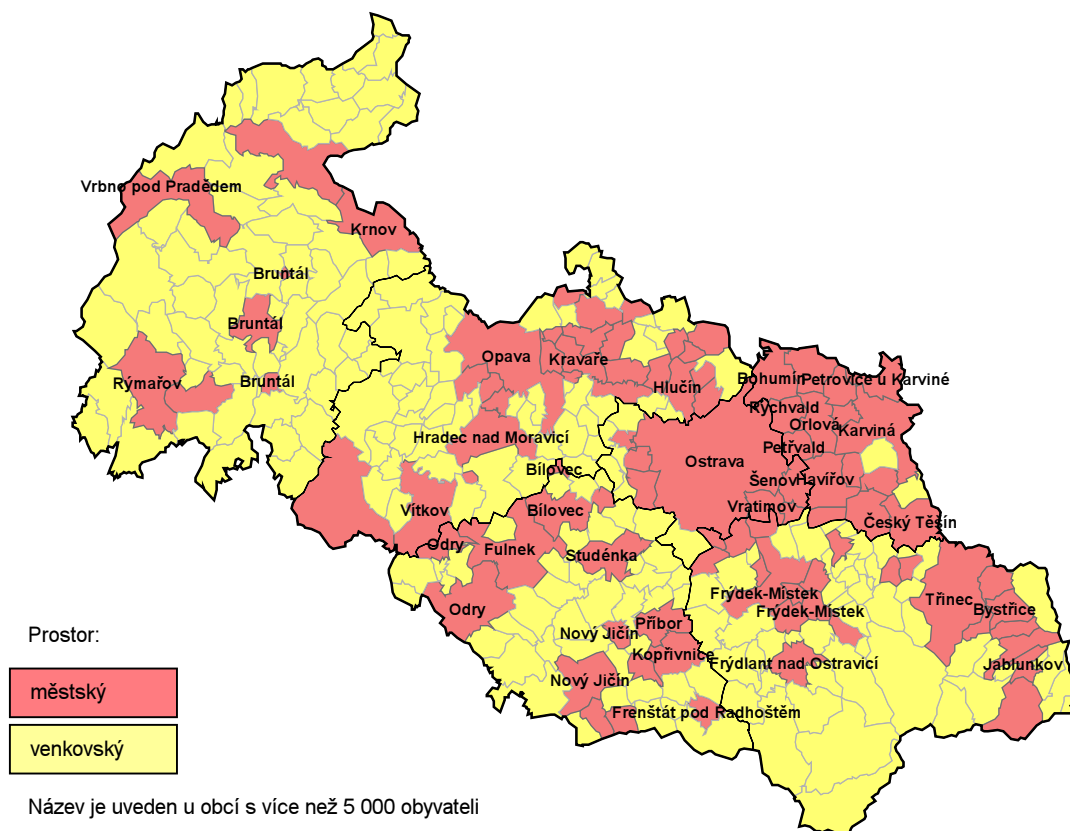 Vrbno pod Pradědem
Krnov
Bruntál
Bruntál
Opava
Kravaře
Rýmařov
Bruntál
Hlučín
Bohumín
Petrovice u Karviné
Rychvald
Orlová
Karviná
Hradec nad Moravicí
Petřvald
Ostrava
Bílovec
Šenov
Havířov
Vítkov
Bílovec
Vratimov
Český Těšín
Odry
Fulnek
Studénka
Odry
Frýdek-Místek
Třinec
Bystřice
Frýdek-Místek
Příbor
Nový Jičín
Kopřivnice
Frýdlant nad Ostravicí
Jablunkov
Nový Jičín
Frenštát pod Radhoštěm
Prostor:
městský
venkovský
Název je uveden u obcí s více než 5 000 obyvateli